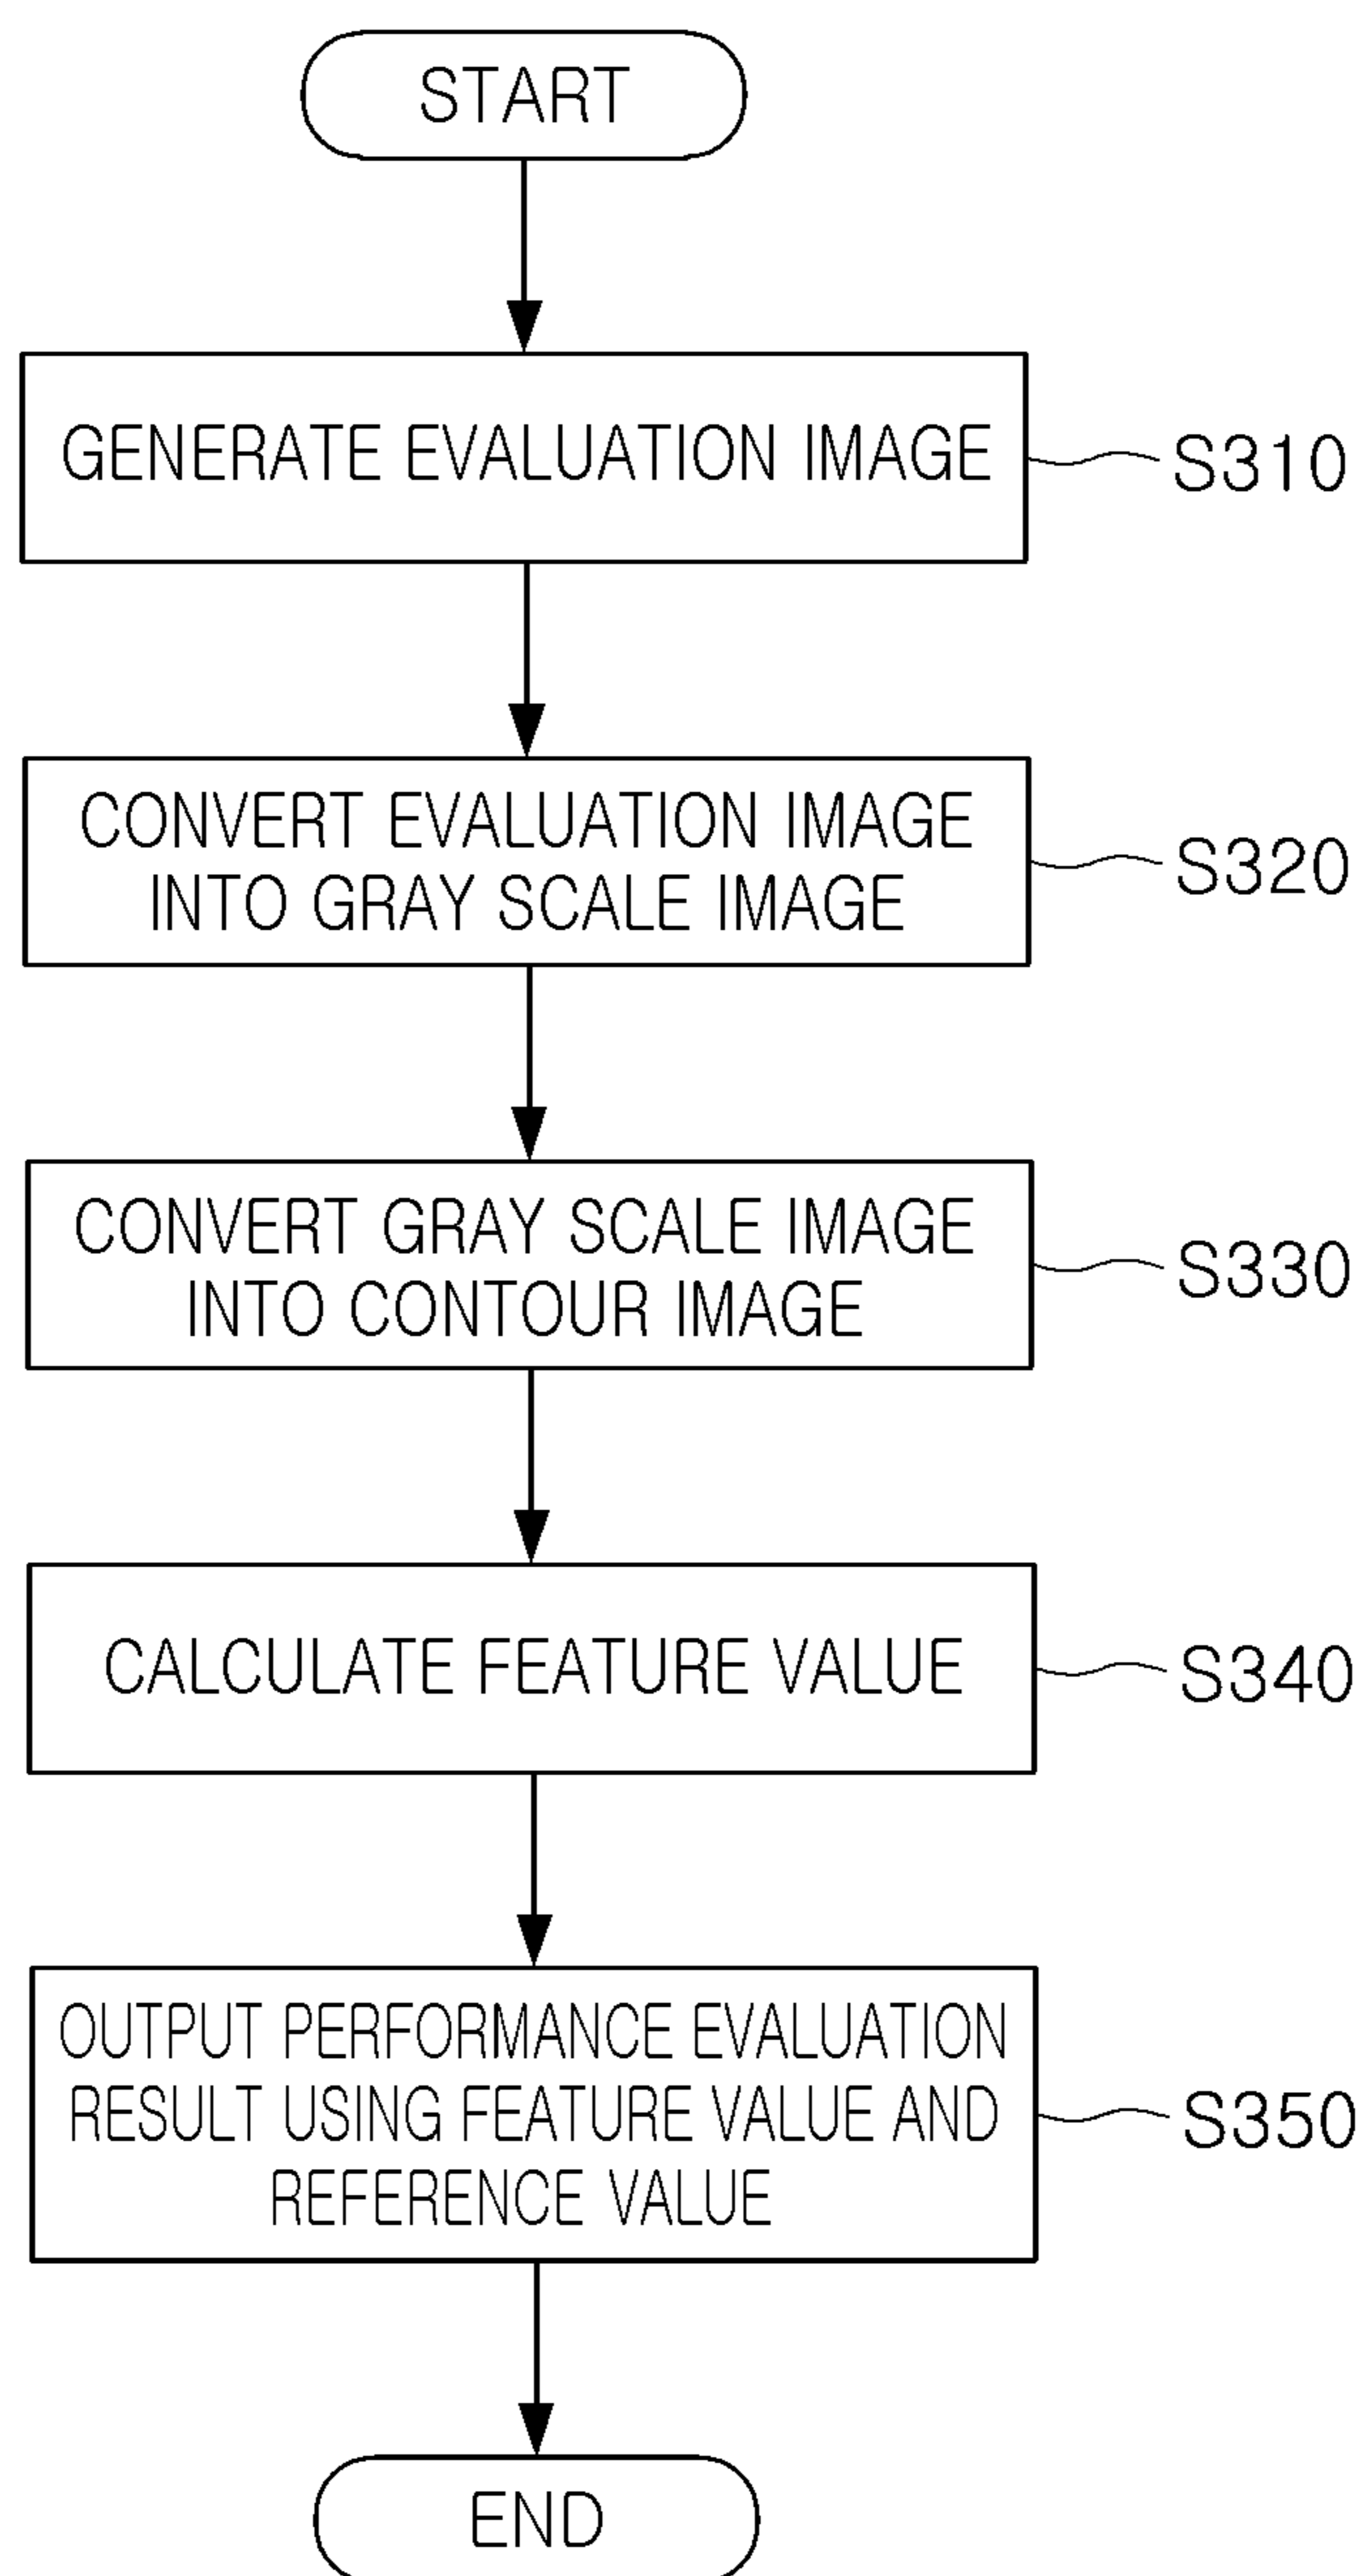 START
GENERATE EVALUATION IMAGE
S310
CONVERT EVALUATION IMAGE
INTO GRAY SCALE IMAGE
S320
CONVERT GRAY SCALE IMAGE
INTO CONTOUR IMAGE
S330
CALCULATE FEATURE VALUE
S340
OUTPUT PERFORMANCE EVALUATION
RESULT USING FEATURE VALUE AND
REFERENCE VALUE
S350
END